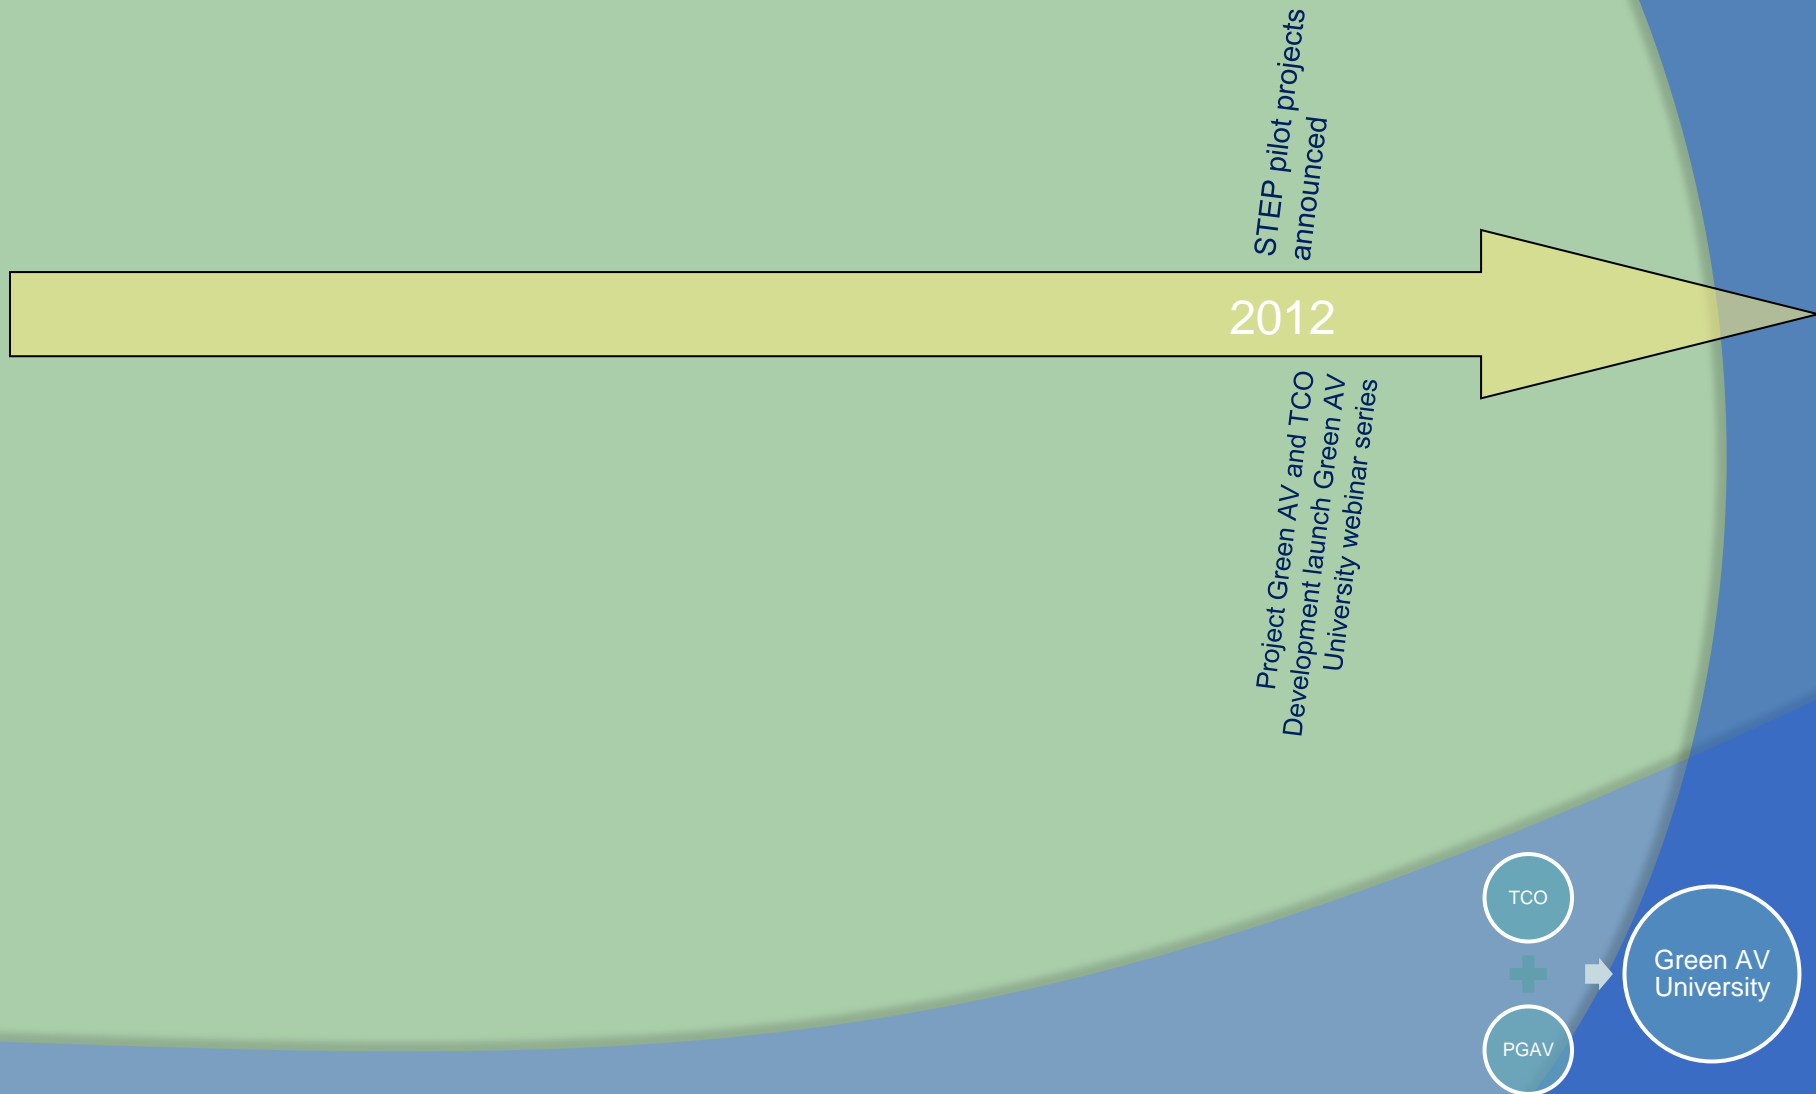 STEP pilot projects
announced
2012
Project Green AV and TCO
Development launch Green AV
University webinar series
TCO
PGAV
Green AV
University